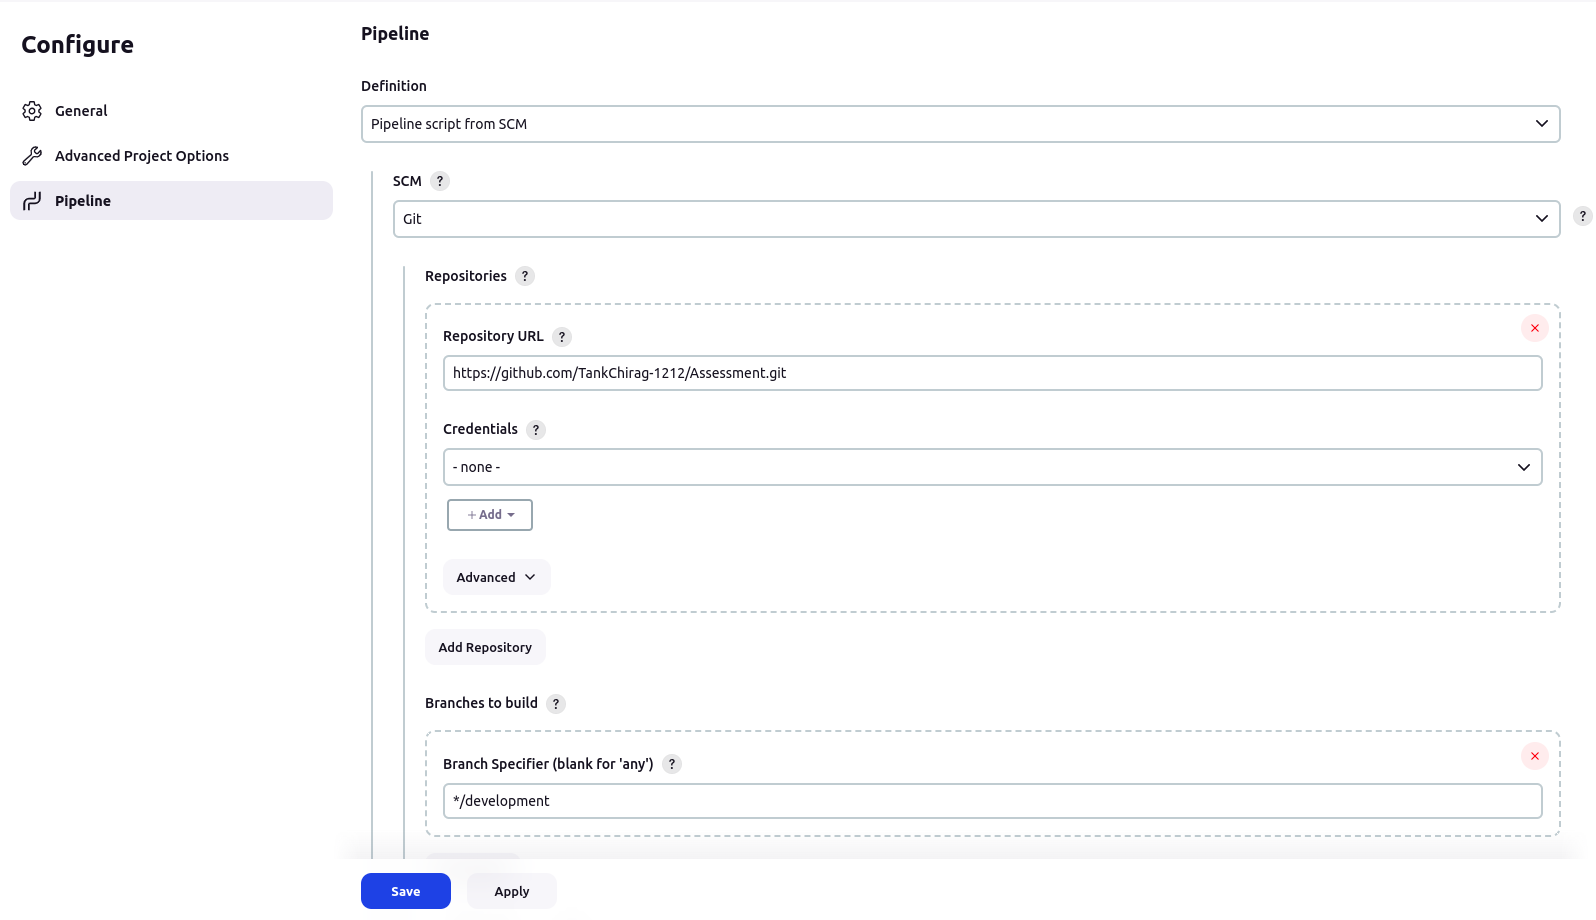 Configure
General
Advanced Project Options
Pipeline
Pipeline
Definition
Pipeline script from SCM
SCM ?
Git
?
Repositories ?
Repository URL ?
https://github.com/TankChirag-1212/Assessment.git
Credentials ?
- none -
+ Add
Advanced
Add Repository
Branches to build ?
Branch Specifier (blank for 'any') ?
*/development
Save Apply